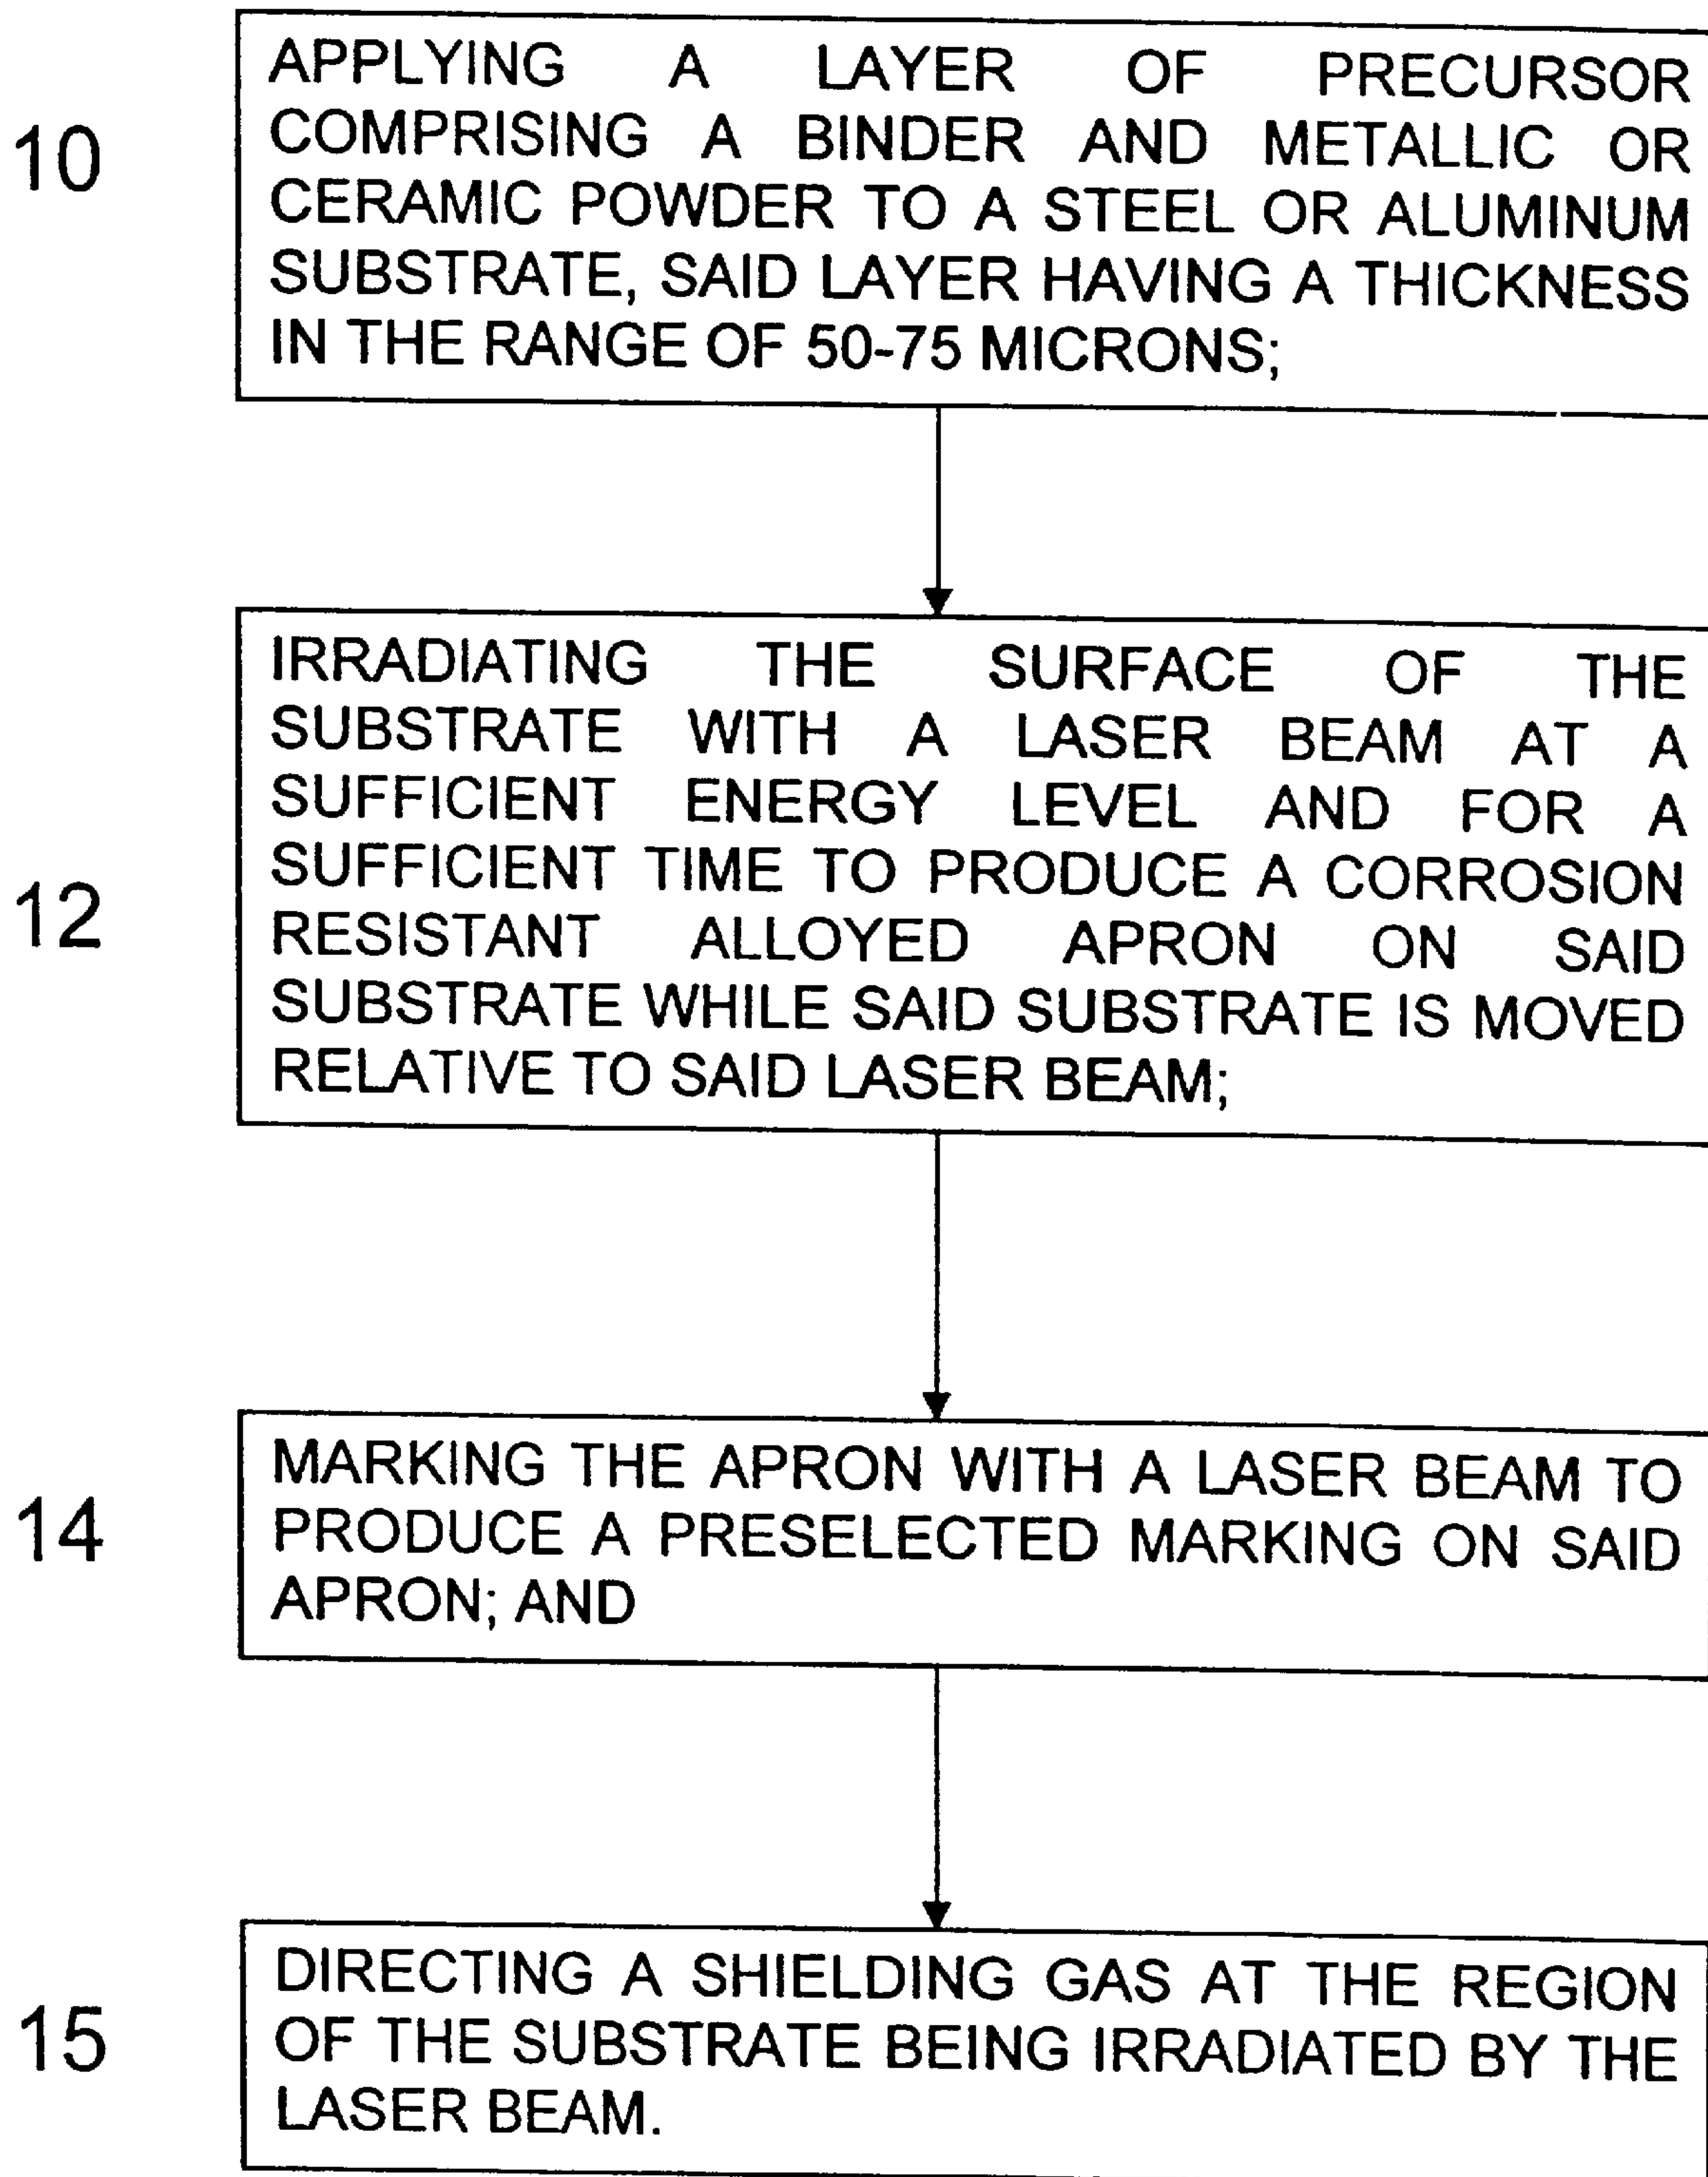 10
APPLYING A LAYER OF PRECURSOR
COMPRISING A BINDER AND METALLIC OR
CERAMIC POWDER TO A STEEL OR ALUMINUM
SUBSTRATE, SAID LAYER HAVING A THICKNESS
IN THE RANGE OF 50-75 MICRONS;
12
IRRADIATING THE SURFACE OF THE
SUBSTRATE WITH A LASER BEAM AT A
SUFFICIENT ENERGY LEVEL AND FOR A
SUFFICIENT TIME TO PRODUCE A CORROSION
RESISTANT ALLOYED APRON ON SAID
SUBSTRATE WHILE SAID SUBSTRATE IS MOVED
RELATIVE TO SAID LASER BEAM;
14
MARKING THE APRON WITH A LASER BEAM TO
PRODUCE A PRESELECTED MARKING ON SAID
APRON; AND
15
DIRECTING A SHIELDING GAS AT THE REGION
OF THE SUBSTRATE BEING IRRADIATED BY THE
LASER BEAM.